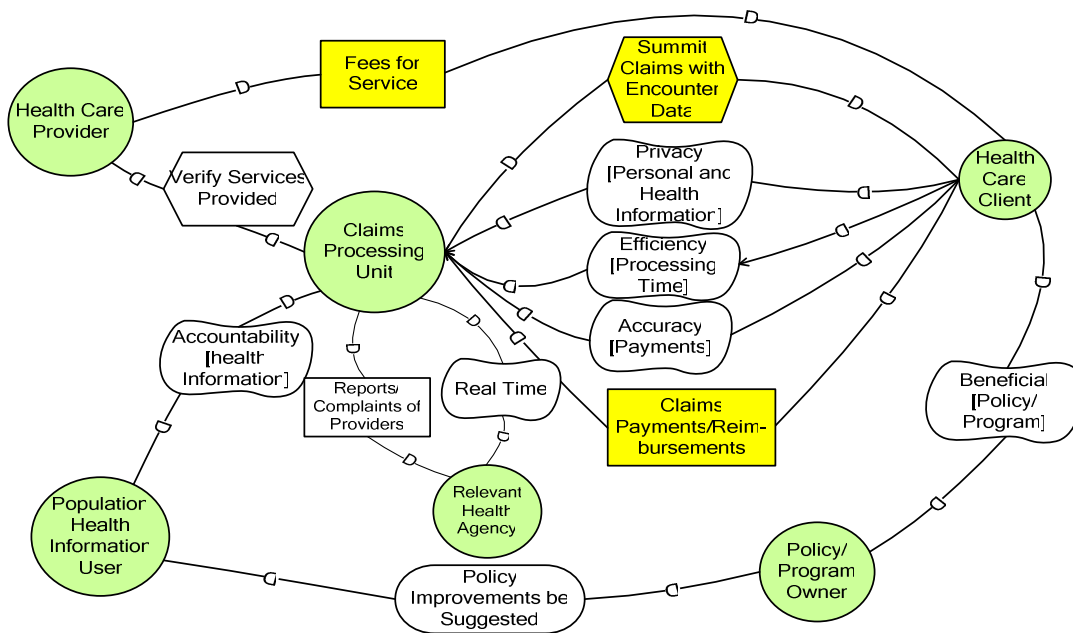 Fees for
Service
Summit
Claims with
Encounter
Data
Health Care
Provider
Verify Services
Provided
Privacy
[Personal and
Health
Information]
Health
Care
Client
Claims
Processing
Unit
Efficiency
[Processing
Time]
Accuracy
[Payments]
Accountability
[health
Information]
Reports/
Complaints of
Providers
Real Time
Claims
Payments/Reim-
bursements
Beneficial
[Policy/
Program]
Population
Health
Information
User
Relevant
Health
Agency
Policy/
Program
Owner
Policy
Improvements be
Suggested